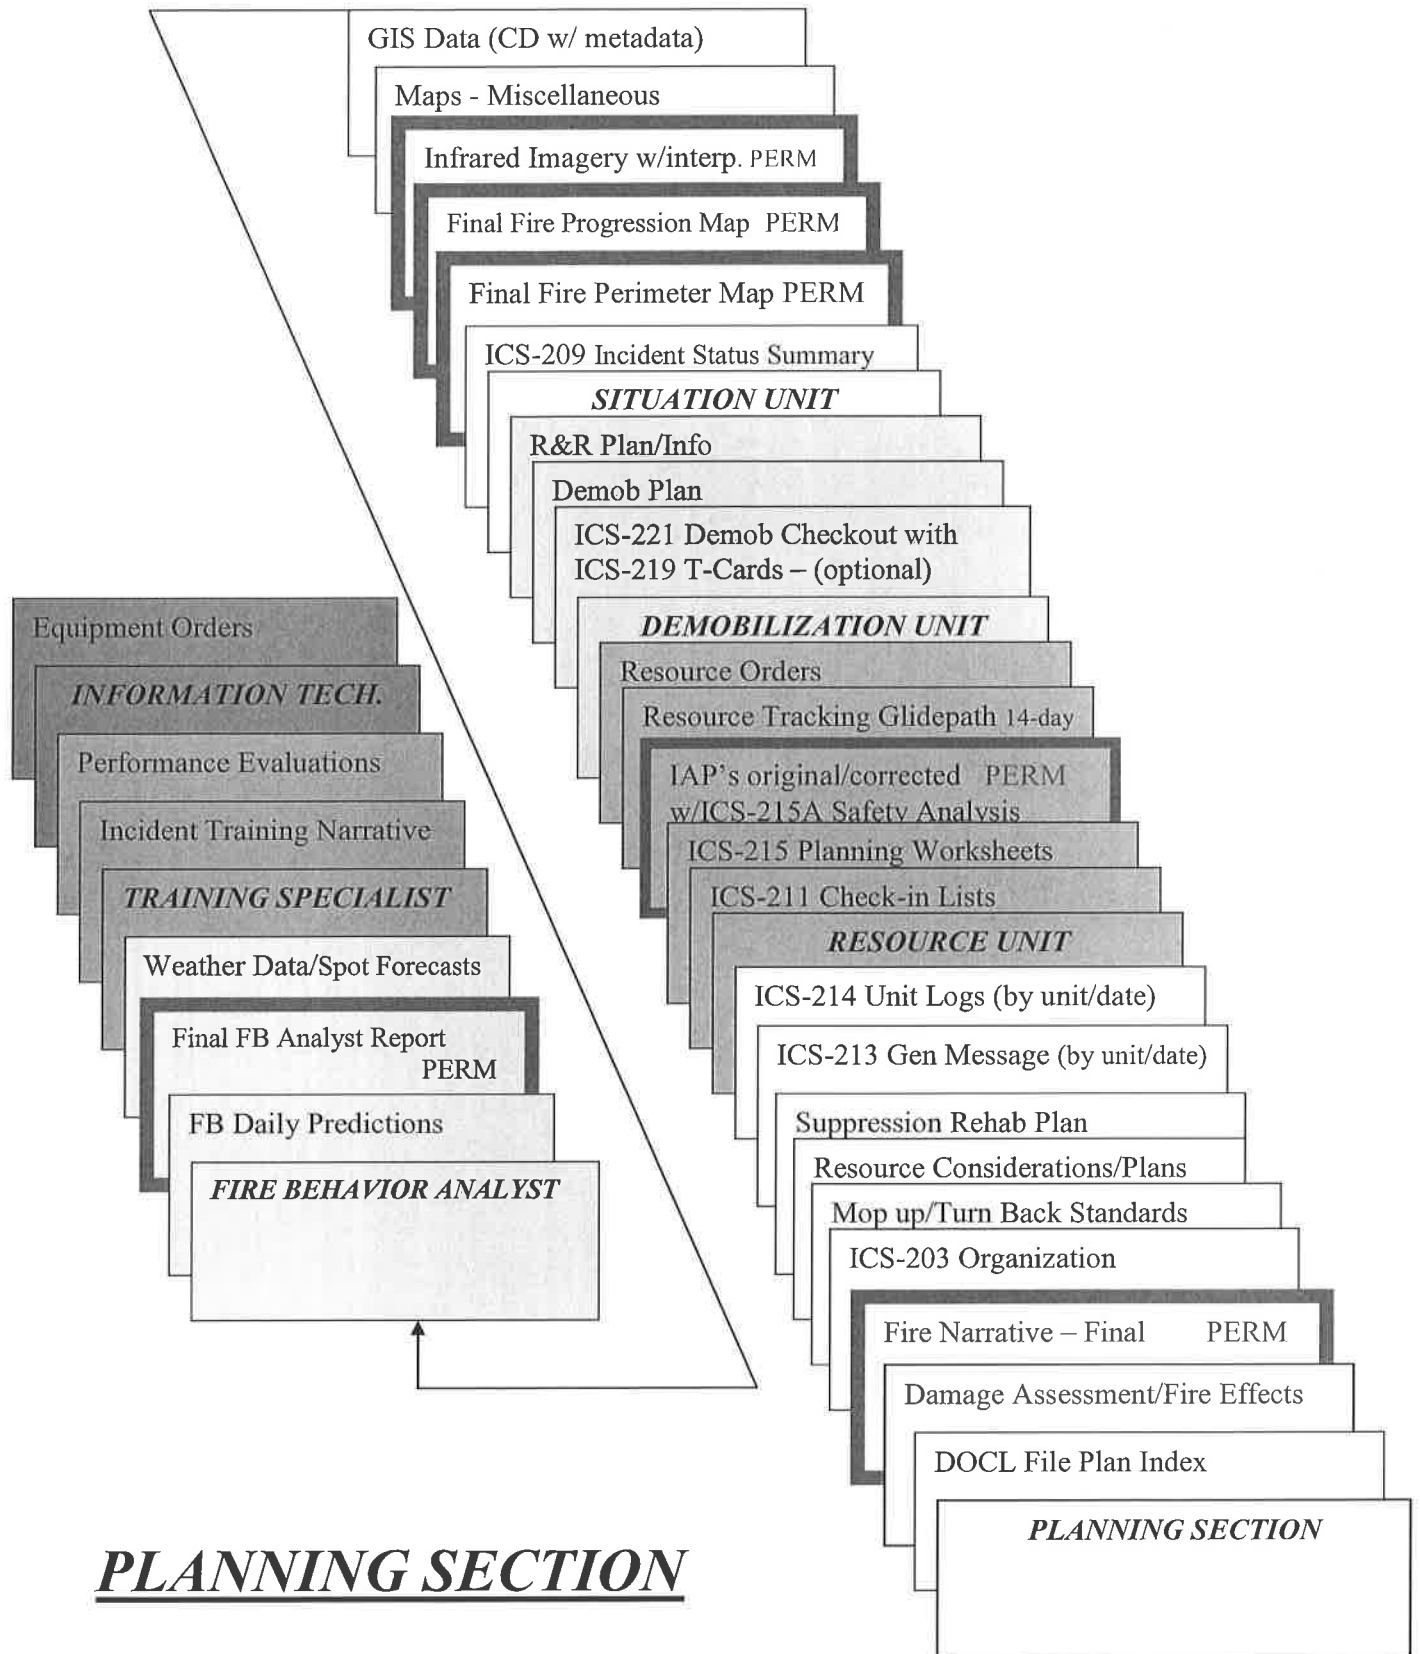 GIS Data (CD w/ metadata)
Maps - Miscellaneous
Infrared Imagery w/interp. PERM
Final Fire Progression Map PERM
Final Fire Perimeter Map PERM
ICS-209 Incident Status Summary
SITUATION UNIT
R&R Plan/Info
Demob Plan
ICS-221 Demob Checkout with
ICS-219 T-Cards – (optional)
DEMOBILIZATION UNIT
Resource Orders
Resource Tracking Glidepath 14-day
IAP's original/corrected PERM
w/ICS-215A Safety Analysis
ICS-215 Planning Worksheets
ICS-211 Check-in Lists
RESOURCE UNIT
ICS-214 Unit Logs (by unit/date)
ICS-213 Gen Message (by unit/date)
Suppression Rehab Plan
Resource Considerations/Plans
Mop up/Turn Back Standards
ICS-203 Organization
Fire Narrative – Final PERM
Damage Assessment/Fire Effects
DOCL File Plan Index
PLANNING SECTION
Equipment Orders
INFORMATION TECH.
Performance Evaluations
Incident Training Narrative
TRAINING SPECIALIST
Weather Data/Spot Forecasts
Final FB Analyst Report
PERM
FB Daily Predictions
FIRE BEHAVIOR ANALYST
PLANNING SECTION